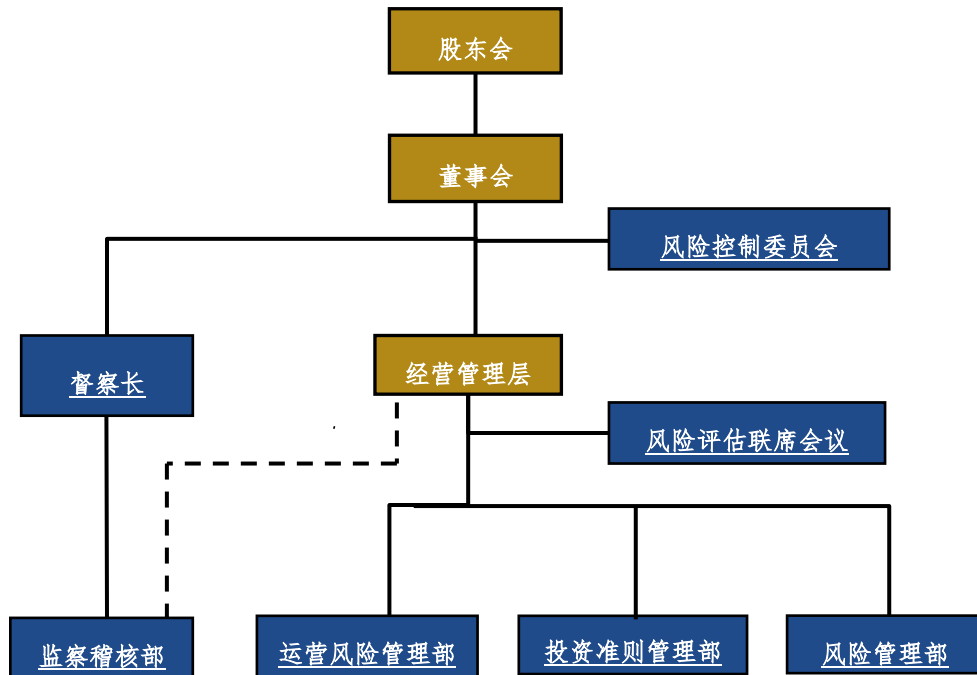 股东会
董事会
风险控制委员会
督察长
经营管理层
风险评估联席会议
监察稽核部
运营风险管理部
投资准则管理部
风险管理部